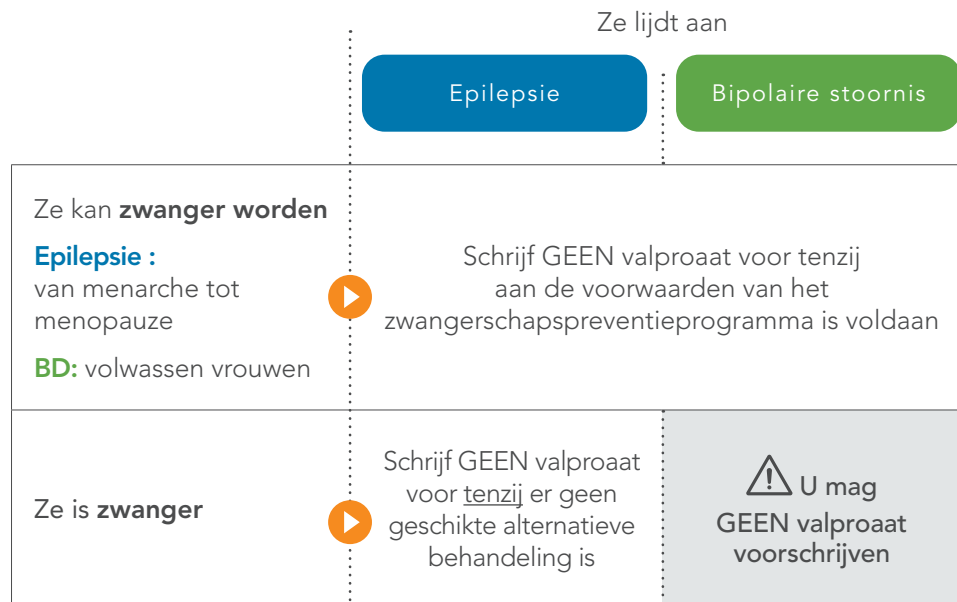 Ze lijdt aan
Epilepsie
Bipolaire stoornis
Ze kan zwanger worden
Epilepsie :
van menarche tot
menopauze
BD: volwassen vrouwen
Schrijf GEEN valproaat voor tenzij
aan de voorwaarden van het
zwangerschapspreventieprogramma is voldaan
Ze is zwanger
Schrijf GEEN valproaat
voor tenzij er geen
geschikte alternatieve
behandeling is
U mag
GEEN valproaat
voorschrijven